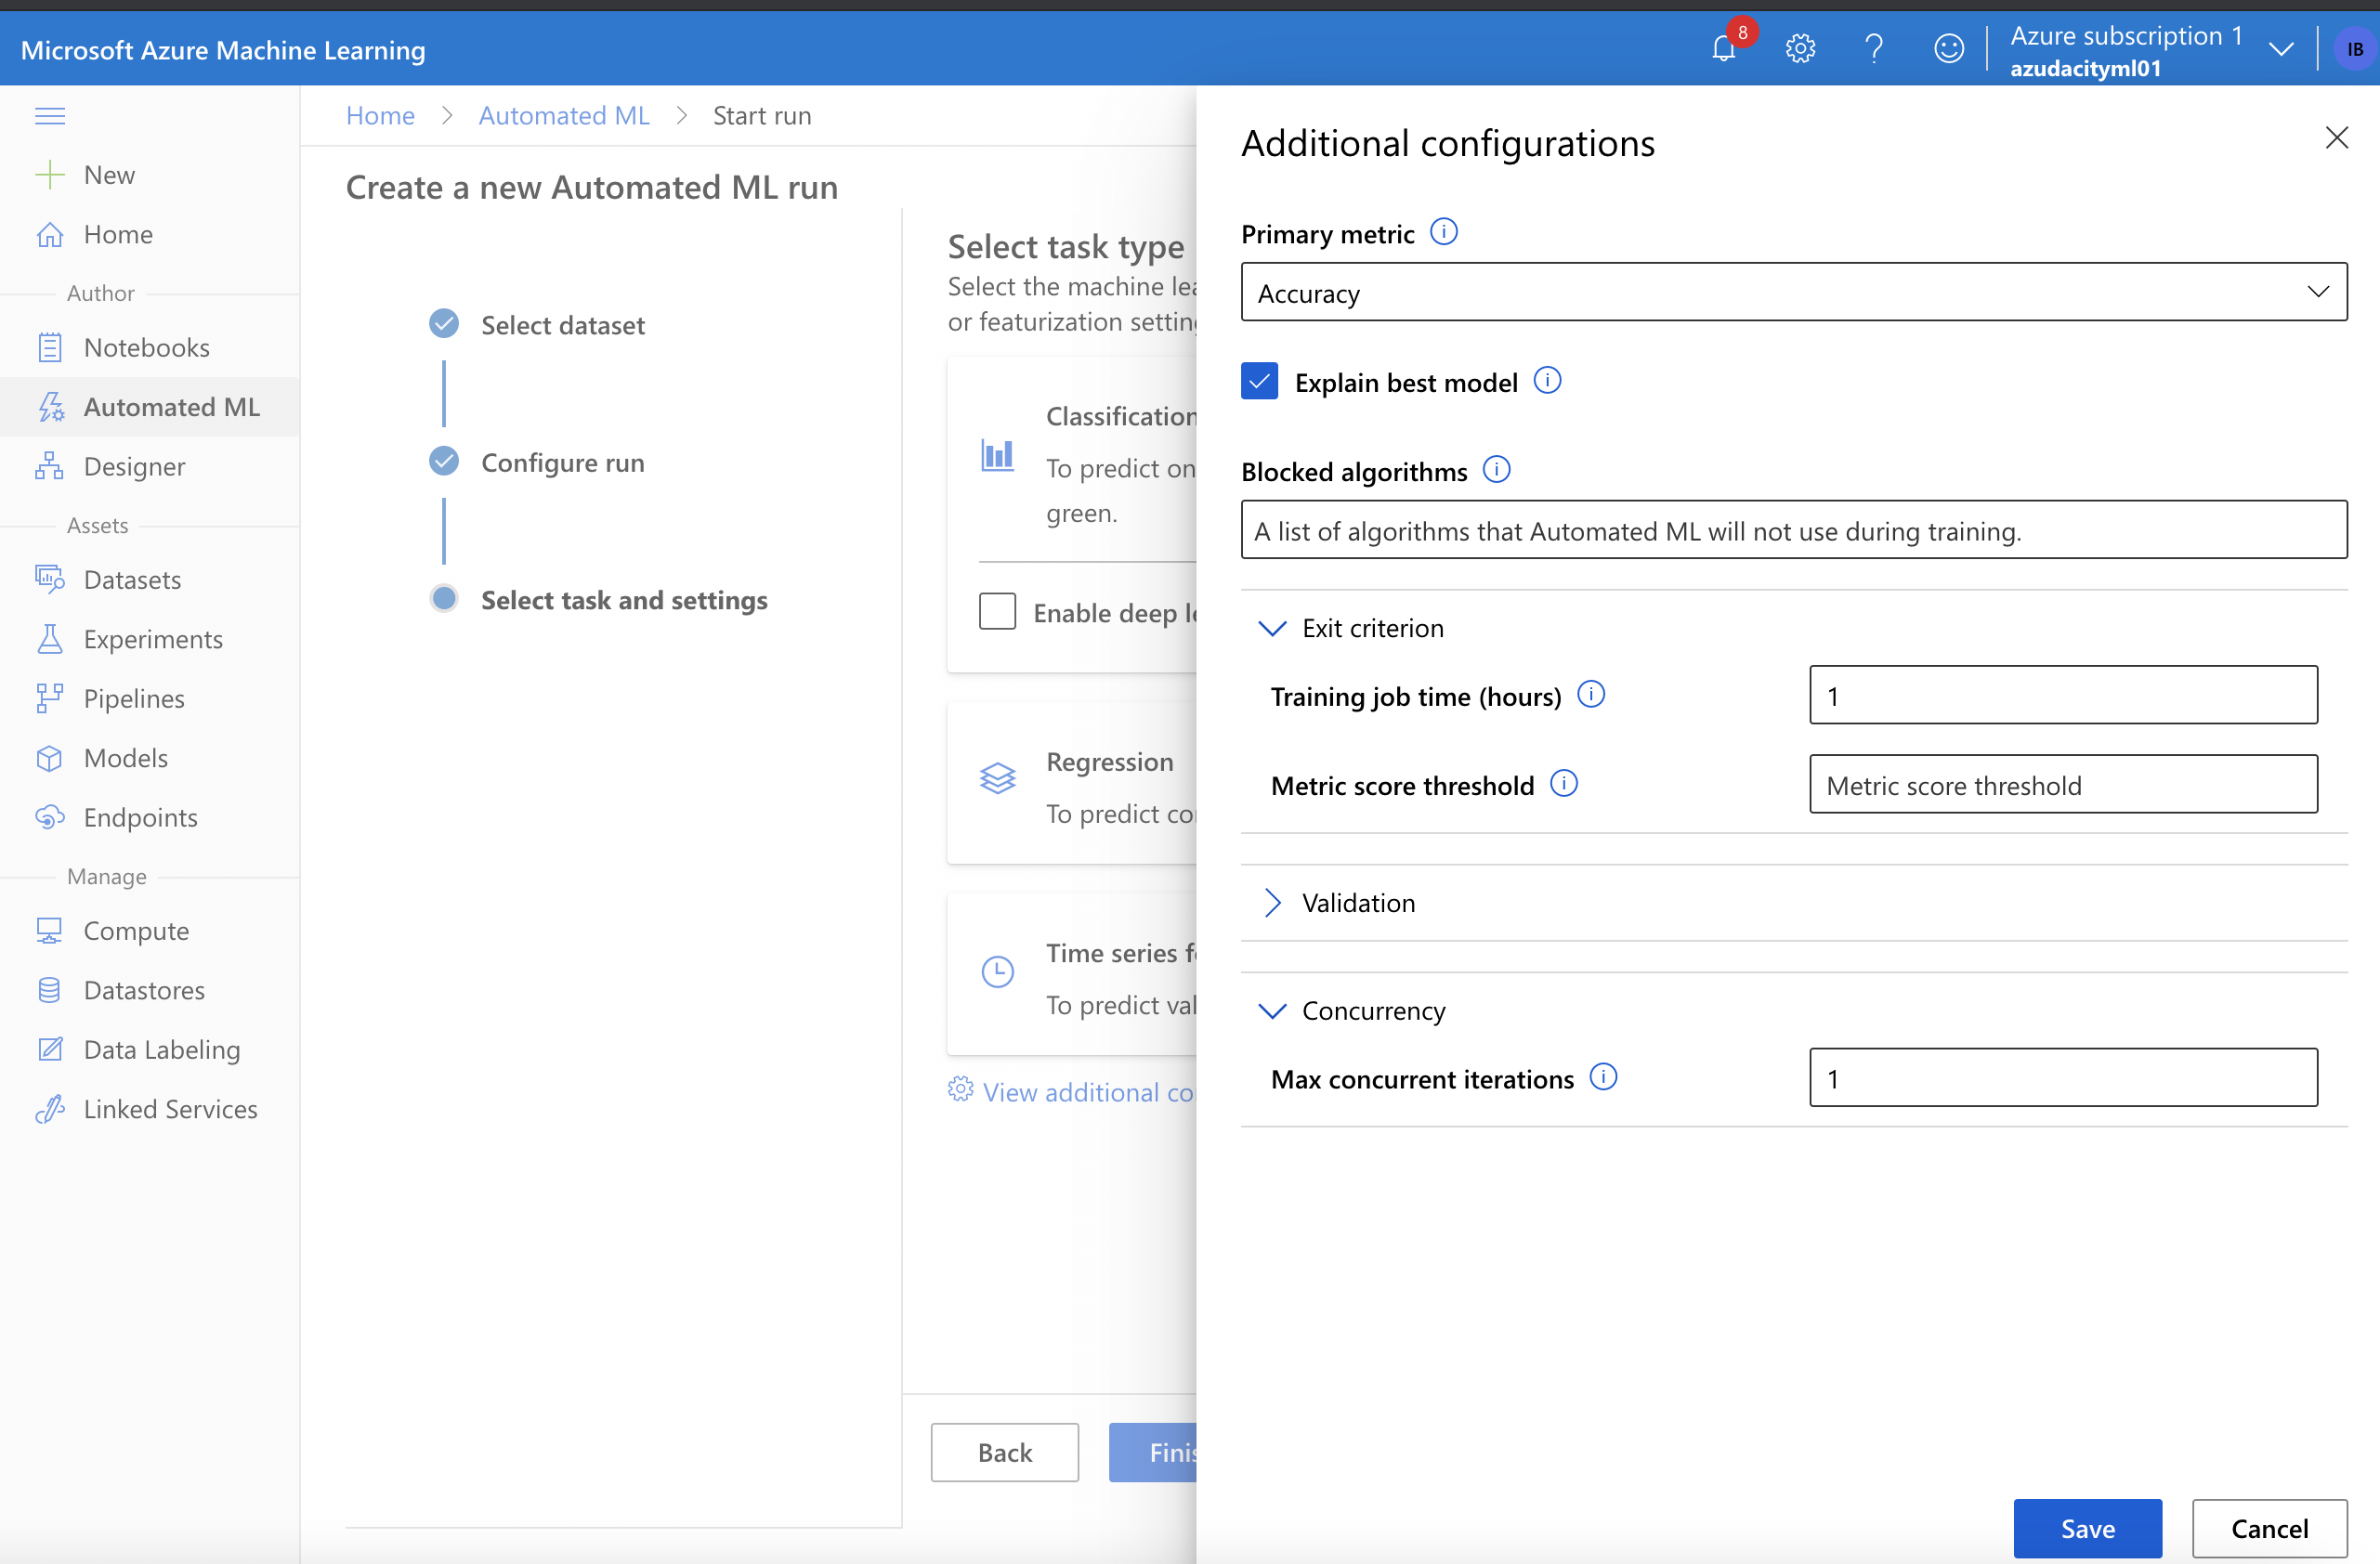 Microsoft Azure Machine Learning
8
Azure subscription 1
azudacityml01
IB
New
Home
Author
Notebooks
Automated ML
Designer
Assets
Datasets
Experiments
Pipelines
Models
Endpoints
Manage
Compute
Datastores
Data Labeling
Linked Services
Home > Automated ML > Start run
Create a new Automated ML run
Select dataset
Configure run
Select task and settings
Select task type
Select the machine lea
or featurization setting
Classification
To predict on
green.
Enable deep le
Regression
To predict co
Time series fo
To predict val
View additional co
Back
Finis
Additional configurations
Primary metric
Accuracy
Explain best model
Blocked algorithms
A list of algorithms that Automated ML will not use during training.
Exit criterion
Training job time (hours)
1
Metric score threshold
Metric score threshold
Validation
Concurrency
Max concurrent iterations
1
Save
Cancel